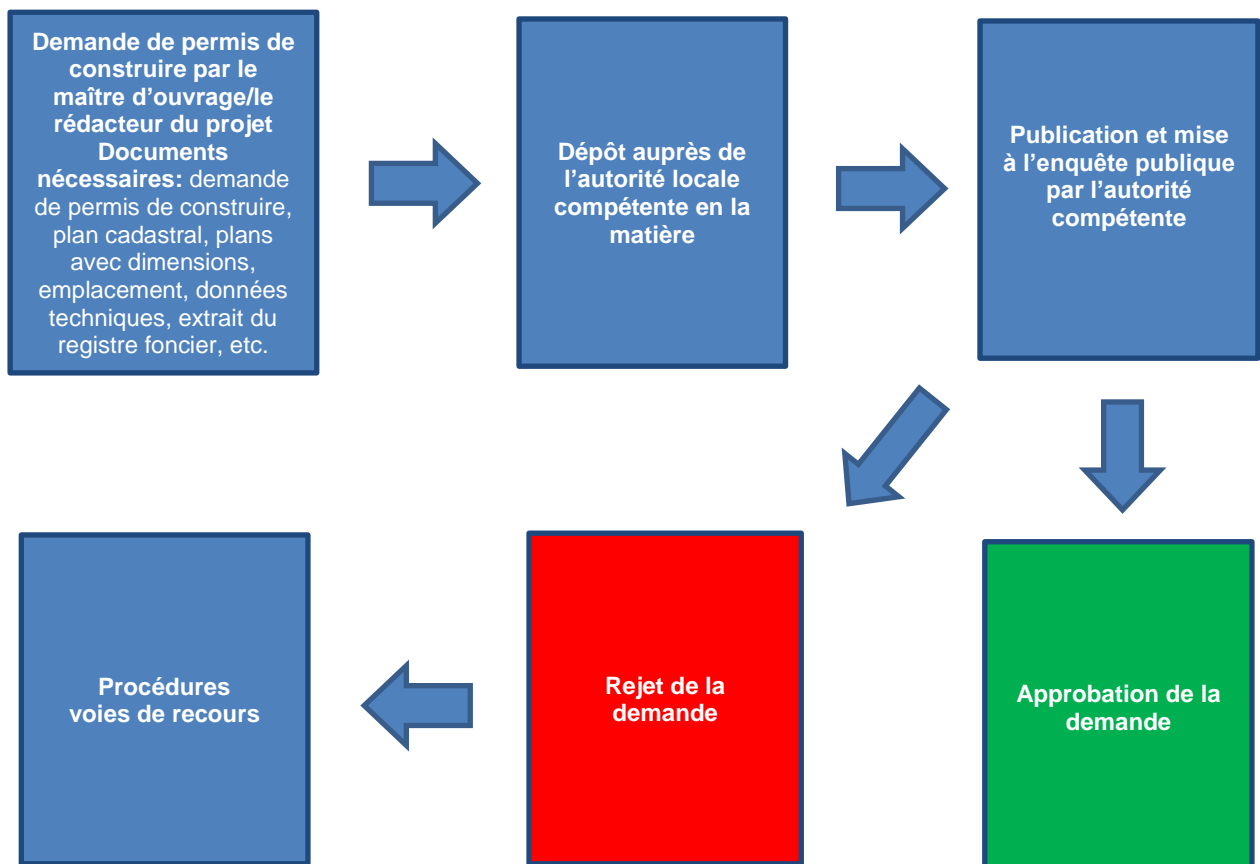 Demande de permis de
construire par le
maître d’ouvrage/le
rédacteur du projet
Documents
nécessaires: demande
de permis de construire,
plan cadastral, plans
avec dimensions,
emplacement, données
techniques, extrait du
registre foncier, etc.
Dépôt auprès de
l’autorité locale
compétente en la
matière
Publication et mise
à l’enquête publique
par l’autorité
compétente
Procédures
voies de recours
Rejet de la
demande
Approbation de la
demande